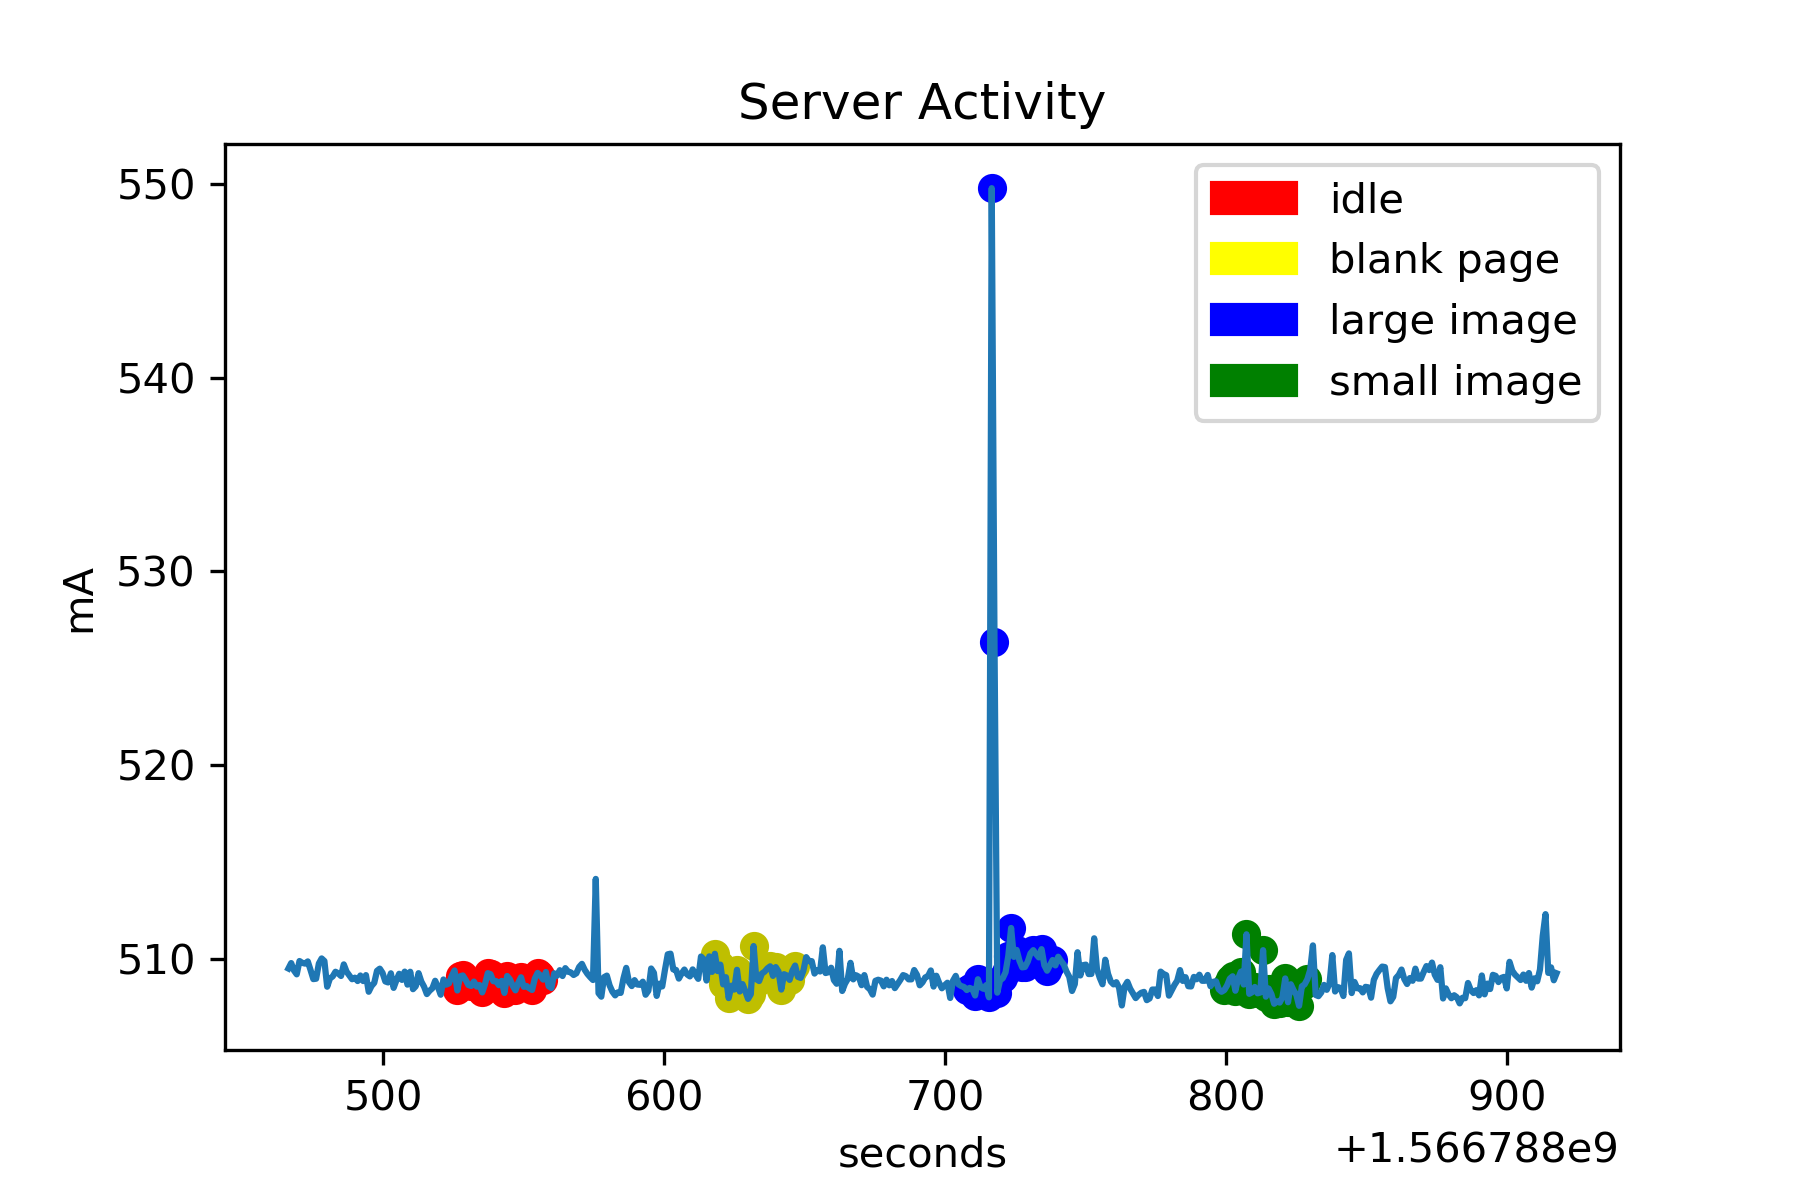 Server Activity
550
540
530
520
510
mA
idle
blank page
large image
small image
500 600 700 800 900
seconds
+1.566788e9